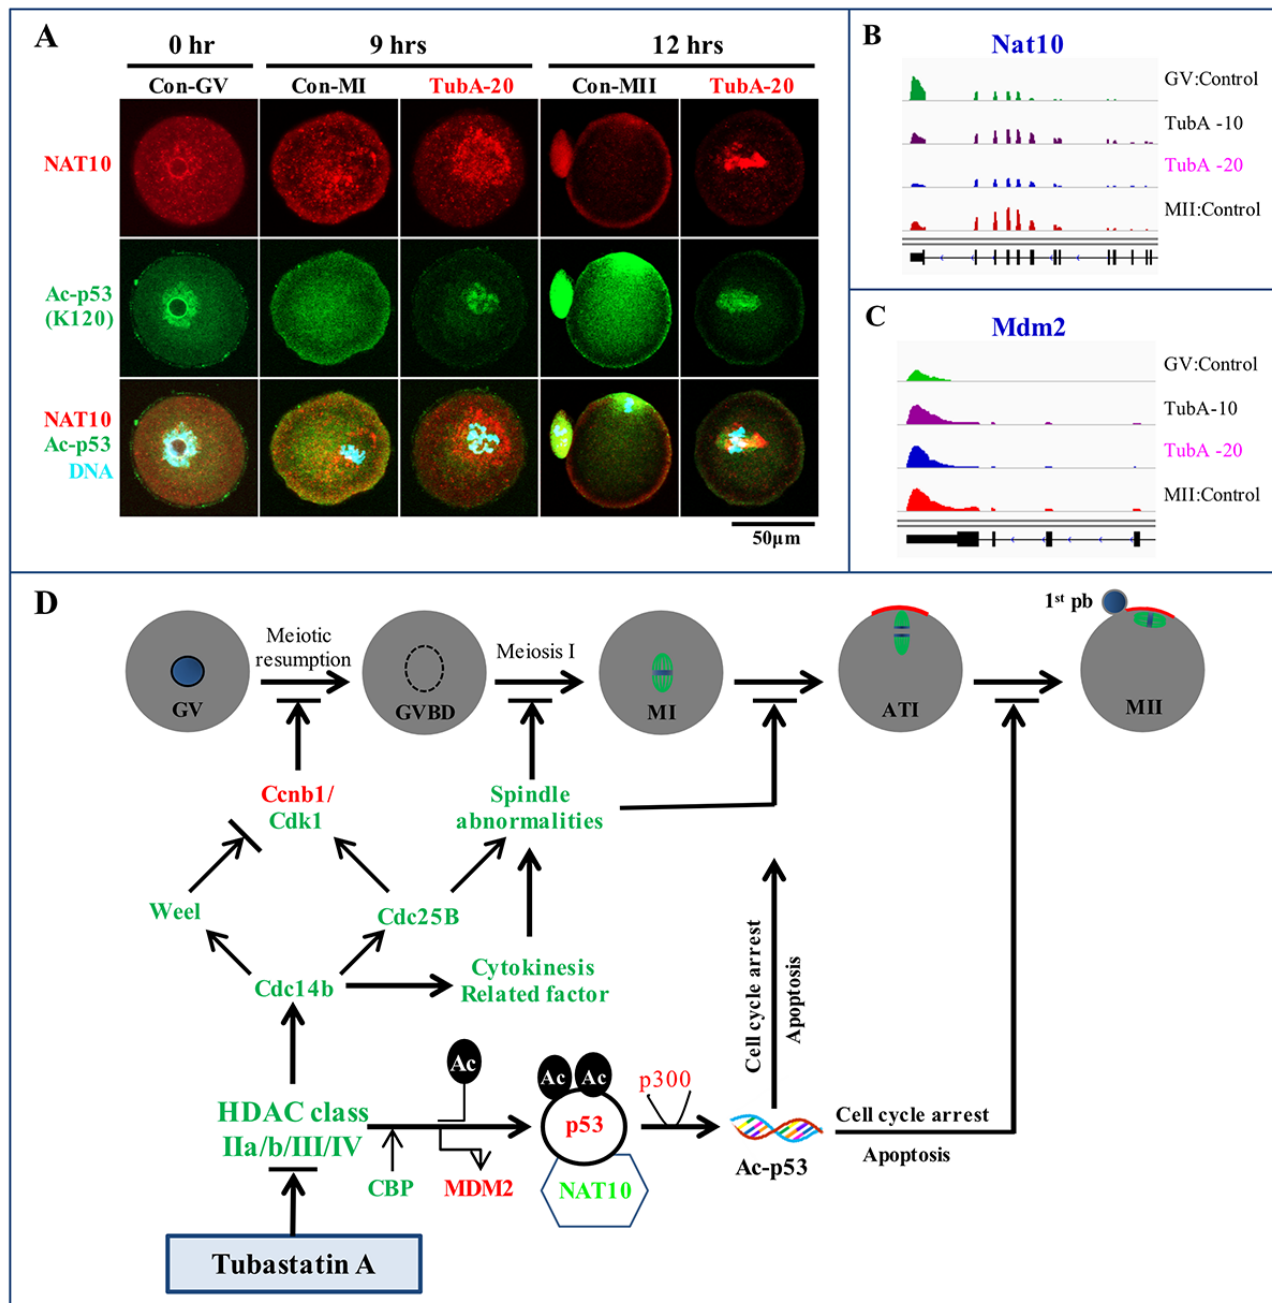 A
0 hr
9 hrs
12 hrs
Con-GV
Con-MI
TubA-20
Con-MII
TubA-20
NAT10
Ac-p53
(K120)
NAT10
Ac-p53
DNA
50µm
B
Nat10
GV:Control
TubA -10
TubA -20
MII:Control
C
Mdm2
GV:Control
TubA-10
TubA -20
MII:Control
D
GV
Meiotic
resumption
GVBD
Meiosis I
MI
ATI
1st pb
MII
Ccnb1/
Cdk1
Spindle
abnormalities
Weel
Cdc25B
Cdc14b
Cytokinesis
Related factor
Cell cycle arrest
Apoptosis
HDAC class
IIa/b/III/IV
CBP
Ac
MDM2
Ac
Ac
p53
NAT10
p300
Ac-p53
Cell cycle arrest
Apoptosis
Tubastatin A